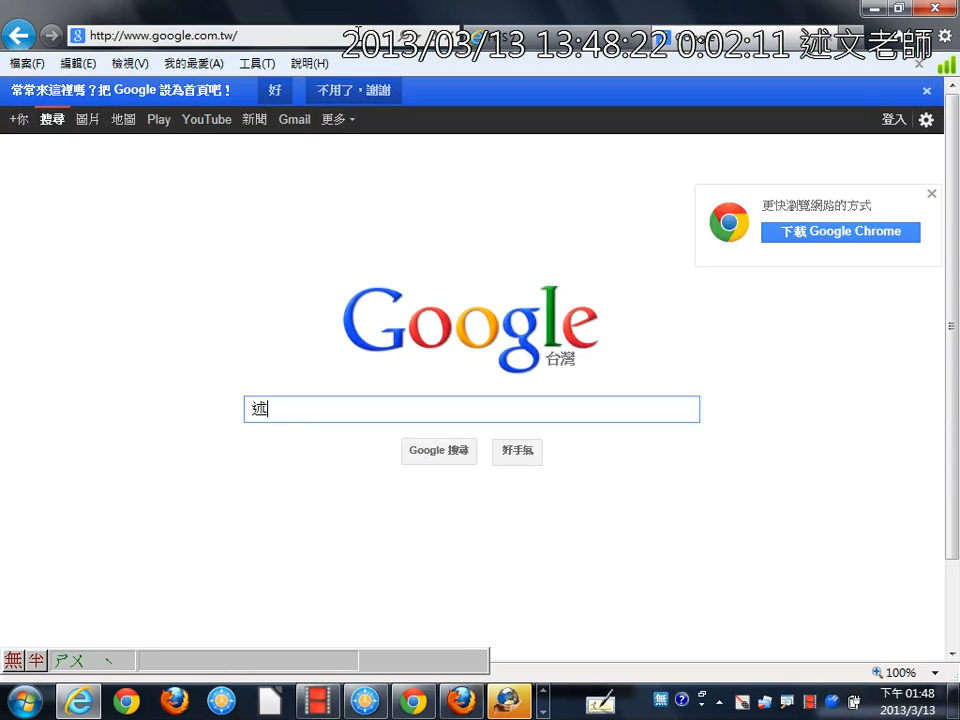 http://www.google.com.tw/
2013/03/13 13:48:22 0:02:11 述文老師
檔案(F) 編輯(E) 檢視(V) 我的最愛(A) 工具(T) 說明(H)
常常來這裡嗎？把 Google 設為首頁吧！ 好 不用了，謝謝
+你 搜尋 圖片 地圖 Play YouTube 新聞 Gmail 更多 登入
更快瀏覽網路的方式
下載 Google Chrome
Google
台灣
述
Google 搜尋 好手氣
無 半 ㄕㄨ ˋ
100%
下午 01:48
2013/3/13